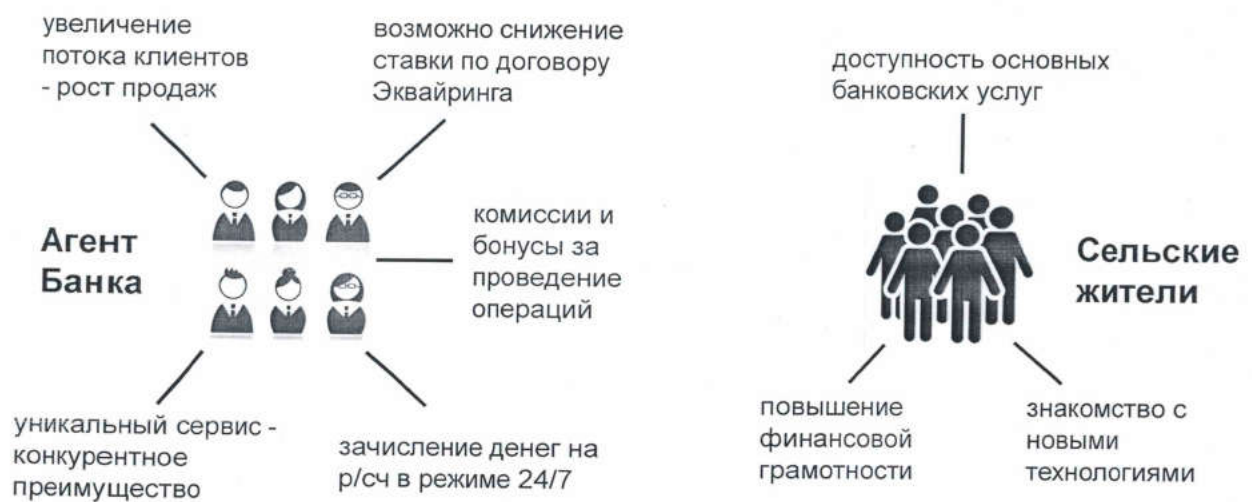 увеличение
потока клиентов
- рост продаж
возможно снижение
ставки по договору
Эквайринга
Агент
Банка
комиссии и
бонусы за
проведение
операций
уникальный сервис -
конкурентное
преимущество
зачисление денег на
р/сч в режиме 24/7
доступность основных
банковских услуг
Сельские
жители
повышение
финансовой
грамотности
знакомство с
новыми
технологиями